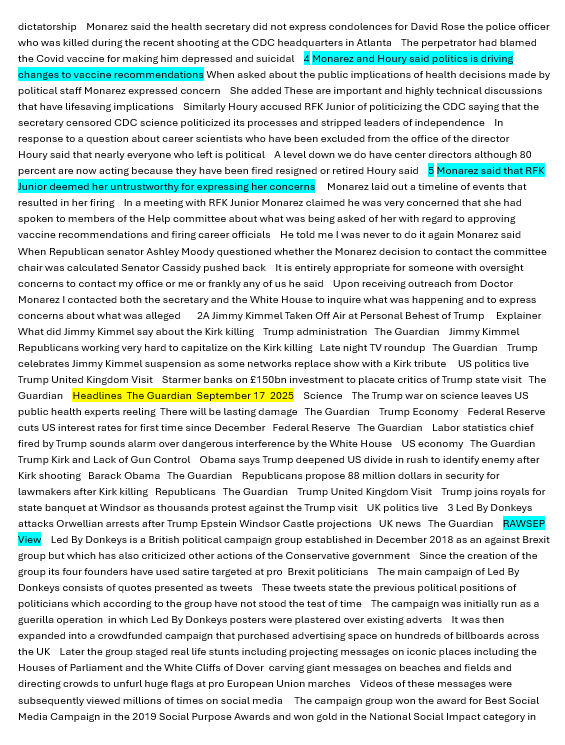 dictatorship Monarez said the health secretary did not express condolences for David Rose the police officer
who was killed during the recent shooting at the CDC headquarters in Atlanta The perpetrator had blamed
the Covid vaccine for making him depressed and suicidal 4 Monarez and Houry said politics is driving
changes to vaccine recommendations When asked about the public implications of health decisions made by
political staff Monarez expressed concern She added These are important and highly technical discussions
that have lifesaving implications Similarly Houry accused RFK Junior of politicizing the CDC saying that the
secretary censored CDC science politicized its processes and stripped leaders of independence In
response to a question about career scientists who have been excluded from the office of the director
Houry said that nearly everyone who left is political A level down we do have center directors although 80
percent are now acting because they have been fired resigned or retired Houry said 5 Monarez said that RFK
Junior deemed her untrustworthy for expressing her concerns Monarez laid out a timeline of events that
resulted in her firing In a meeting with RFK Junior Monarez claimed he was very concerned that she had
spoken to members of the Help committee about what was being asked of her with regard to approving
vaccine recommendations and firing career officials He told me I was never to do it again Monarez said
When Republican senator Ashley Moody questioned whether the Monarez decision to contact the committee
chair was calculated Senator Cassidy pushed back It is entirely appropriate for someone with oversight
concerns to contact my office or me or frankly any of us he said Upon receiving outreach from Doctor
Monarez I contacted both the secretary and the White House to inquire what was happening and to express
concerns about what was alleged 2A Jimmy Kimmel Taken Off Air at Personal Behest of Trump Explainer
What did Jimmy Kimmel say about the Kirk killing Trump administration The Guardian Jimmy Kimmel
Republicans working very hard to capitalize on the Kirk killing Late night TV roundup The Guardian Trump
celebrates Jimmy Kimmel suspension as some networks replace show with a Kirk tribute US politics live
Trump United Kingdom Visit Starmer banks on £150bn investment to placate critics of Trump state visit The
Guardian Headlines The Guardian September 17 2025 Science The Trump war on science leaves US
public health experts reeling There will be lasting damage The Guardian Trump Economy Federal Reserve
cuts US interest rates for first time since December Federal Reserve The Guardian Labor statistics chief
fired by Trump sounds alarm over dangerous interference by the White House US economy The Guardian
Trump Kirk and Lack of Gun Control Obama says Trump deepened US divide in rush to identify enemy after
Kirk shooting Barack Obama The Guardian Republicans propose 88 million dollars in security for
lawmakers after Kirk killing Republicans The Guardian Trump United Kingdom Visit Trump joins royals for
state banquet at Windsor as thousands protest against the Trump visit UK politics live 3 Led By Donkeys
attacks Orwellian arrests after Trump Epstein Windsor Castle projections UK news The Guardian RAWSEP
View Led By Donkeys is a British political campaign group established in December 2018 as an against Brexit
group but which has also criticized other actions of the Conservative government Since the creation of the
group its four founders have used satire targeted at pro Brexit politicians The main campaign of Led By
Donkeys consists of quotes presented as tweets These tweets state the previous political positions of
politicians which according to the group have not stood the test of time The campaign was initially run as a
guerilla operation in which Led By Donkeys posters were plastered over existing adverts It was then
expanded into a crowdfunded campaign that purchased advertising space on hundreds of billboards across
the UK Later the group staged real life stunts including projecting messages on iconic places including the
Houses of Parliament and the White Cliffs of Dover carving giant messages on beaches and fields and
directing crowds to unfurl huge flags at pro European Union marches Videos of these messages were
subsequently viewed millions of times on social media The campaign group won the award for Best Social
Media Campaign in the 2019 Social Purpose Awards and won gold in the National Social Impact category in